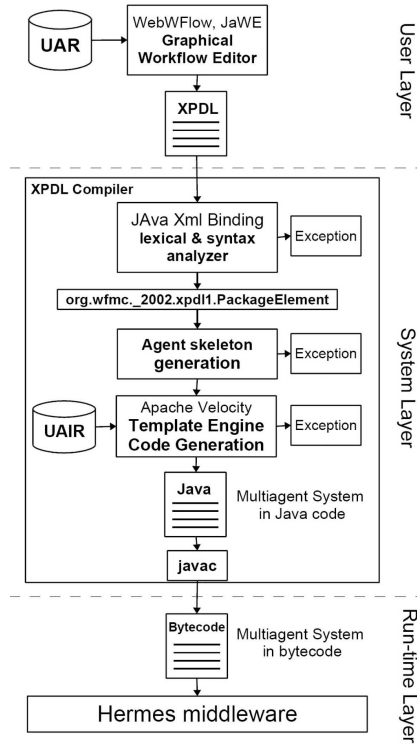 WebWFlow, JaWE
Graphical
Workflow Editor
UAR
XPDL
User Layer
XPDL Compiler
JAva Xml Binding
lexical & syntax
analyzer
Exception
org.wfmc._2002.xpdl1.PackageElement
Agent skeleton
generation
Exception
System Layer
Apache Velocity
Template Engine
Code Generation
UAIR
Exception
Java
Multiagent System
in Java code
javac
Bytecode
Multiagent System
in bytecode
Run-time Layer
Hermes middleware